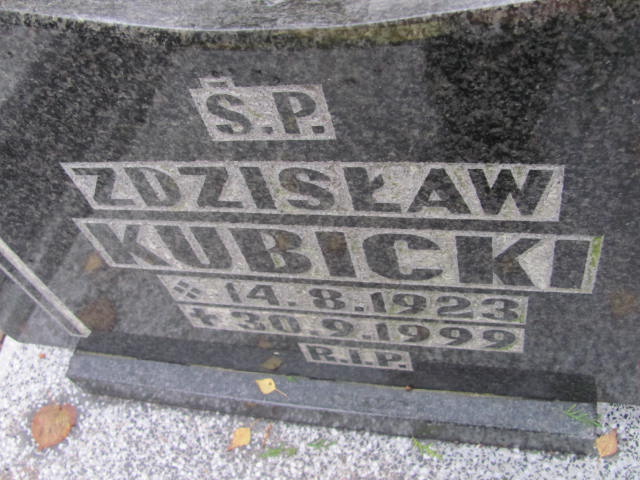 Ś.P.
ZDZISŁAW
KUBICKI
* 14.8.1923
✝ 30.9.1999
R.I.P.